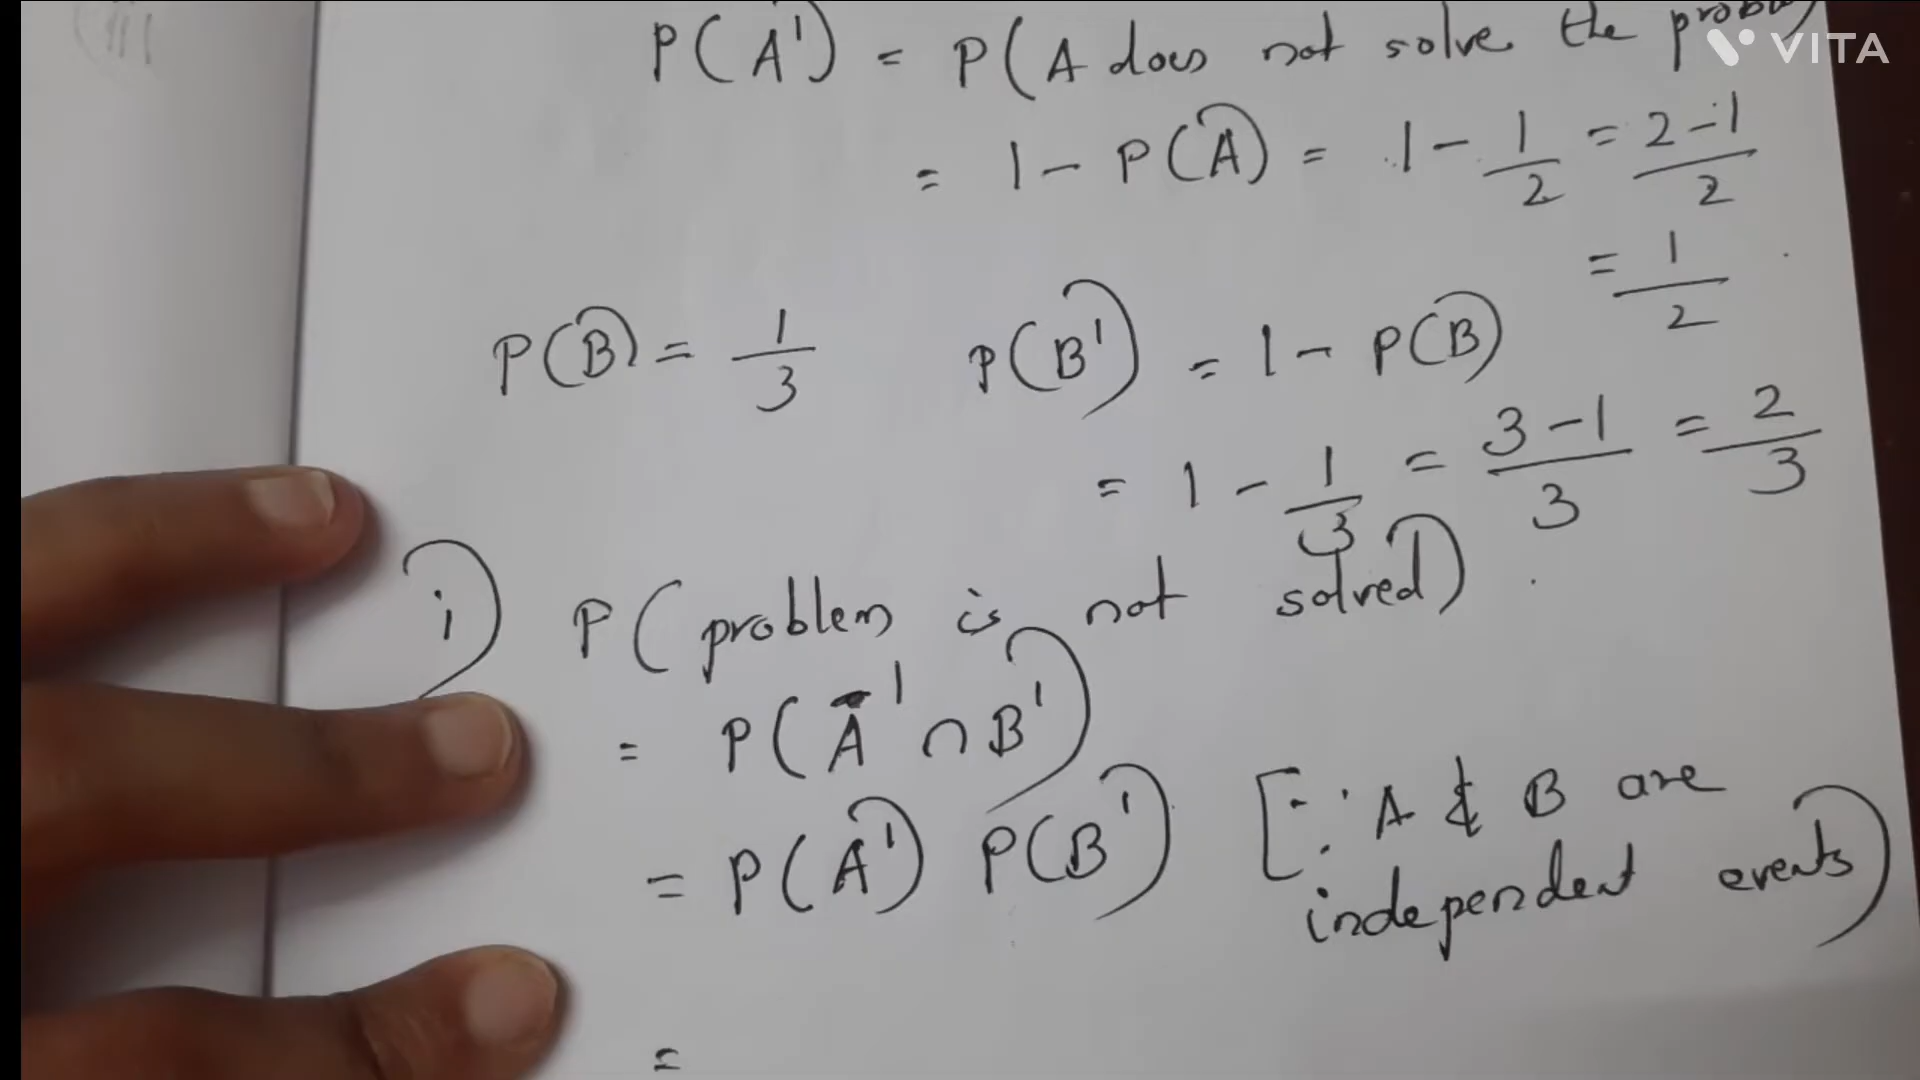 P(A') = P(A does not solve the
VITA
= 1 - P(A) = 1 - 1/2 = 2-1/2
= 1/2
P(B) = 1/3 P(B') = 1 - P(B)
= 1 - 1/3 = 3-1/3 = 2/3
i) P(problem is not solved)
= P(A' ∩ B')
= P(A') P(B') [∵ A & B are
independent events)
=